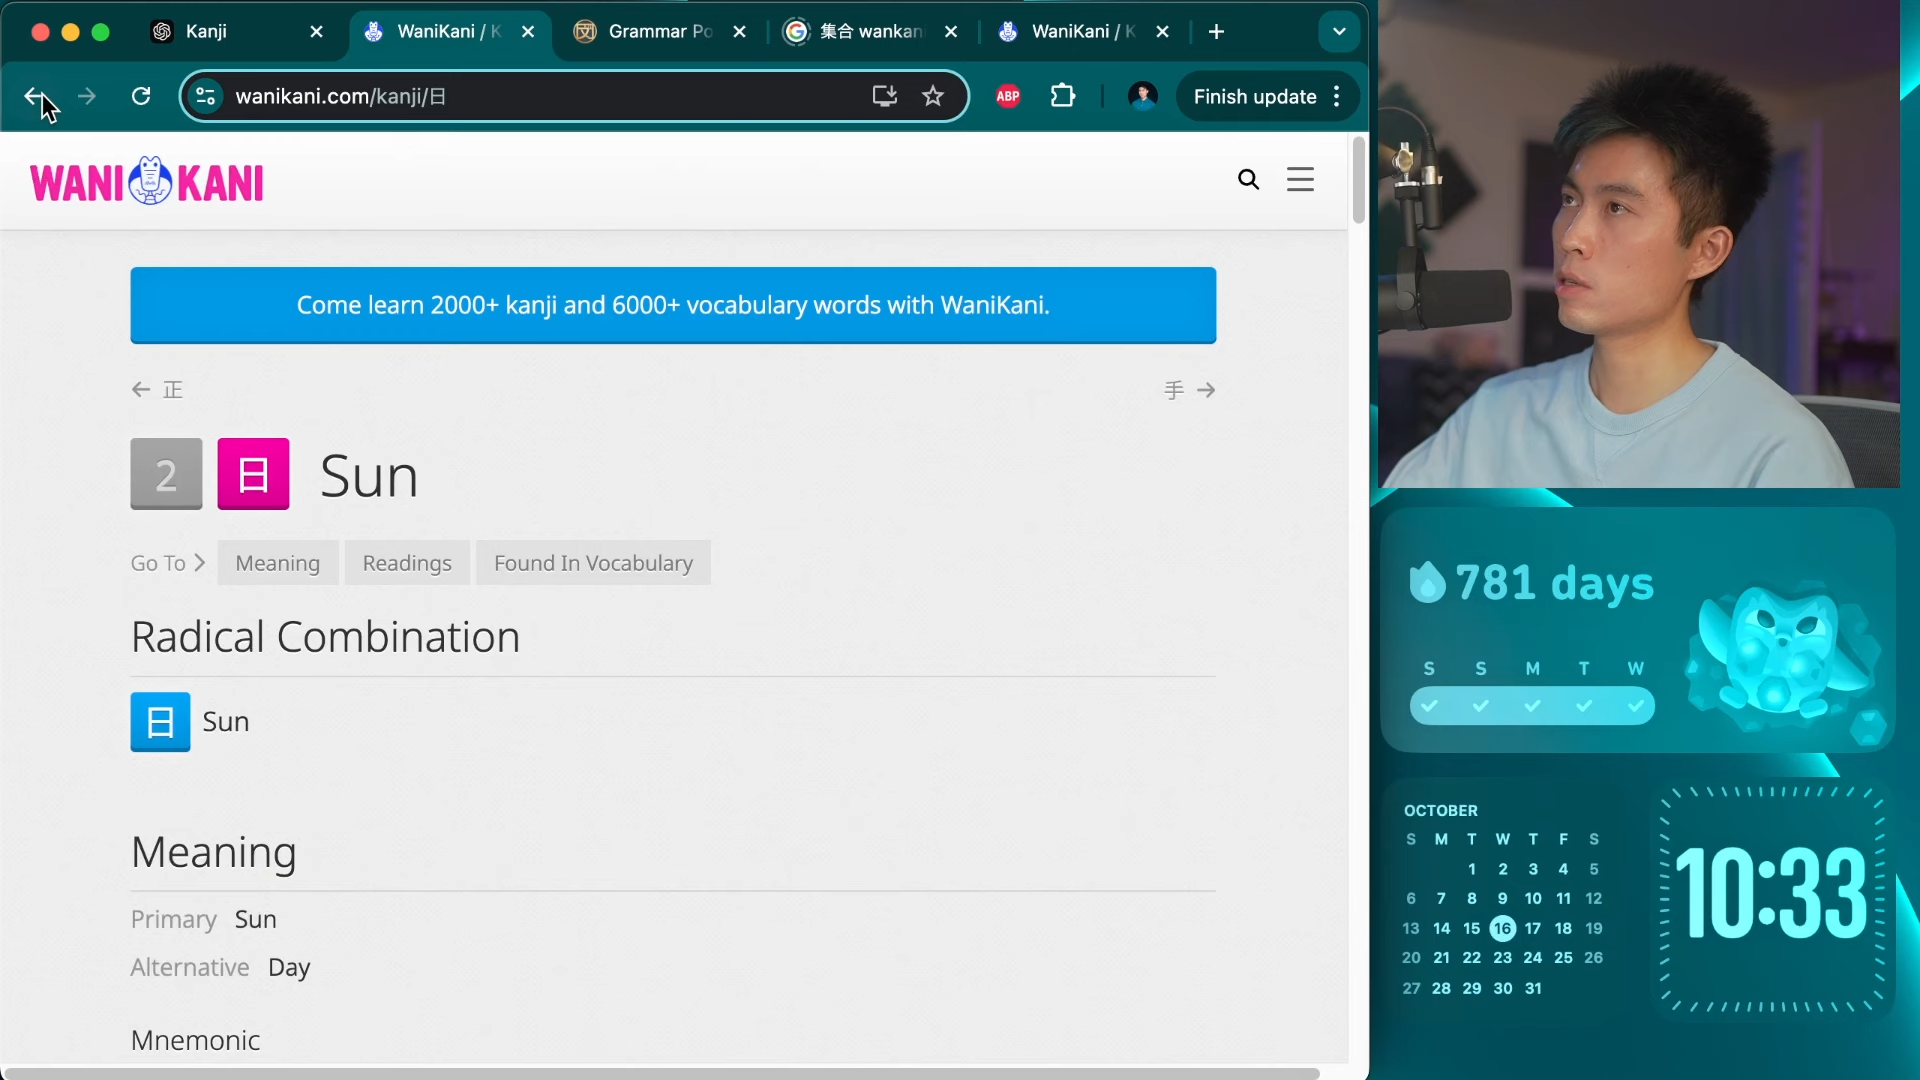 Kanji
WaniKani / K
Grammar Po
集合 wankan
WaniKani / K
wanikani.com/kanji/日
ABP
Finish update
WANI KANI
Come learn 2000+ kanji and 6000+ vocabulary words with WaniKani.
← 正
手 →
2 日 Sun
Go To
Meaning
Readings
Found In Vocabulary
Radical Combination
日 Sun
Meaning
Primary Sun
Alternative Day
Mnemonic
781 days
S S M T W
OCTOBER
S M T W T F S
1 2 3 4 5
6 7 8 9 10 11 12
13 14 15 16 17 18 19
20 21 22 23 24 25 26
27 28 29 30 31
10:33